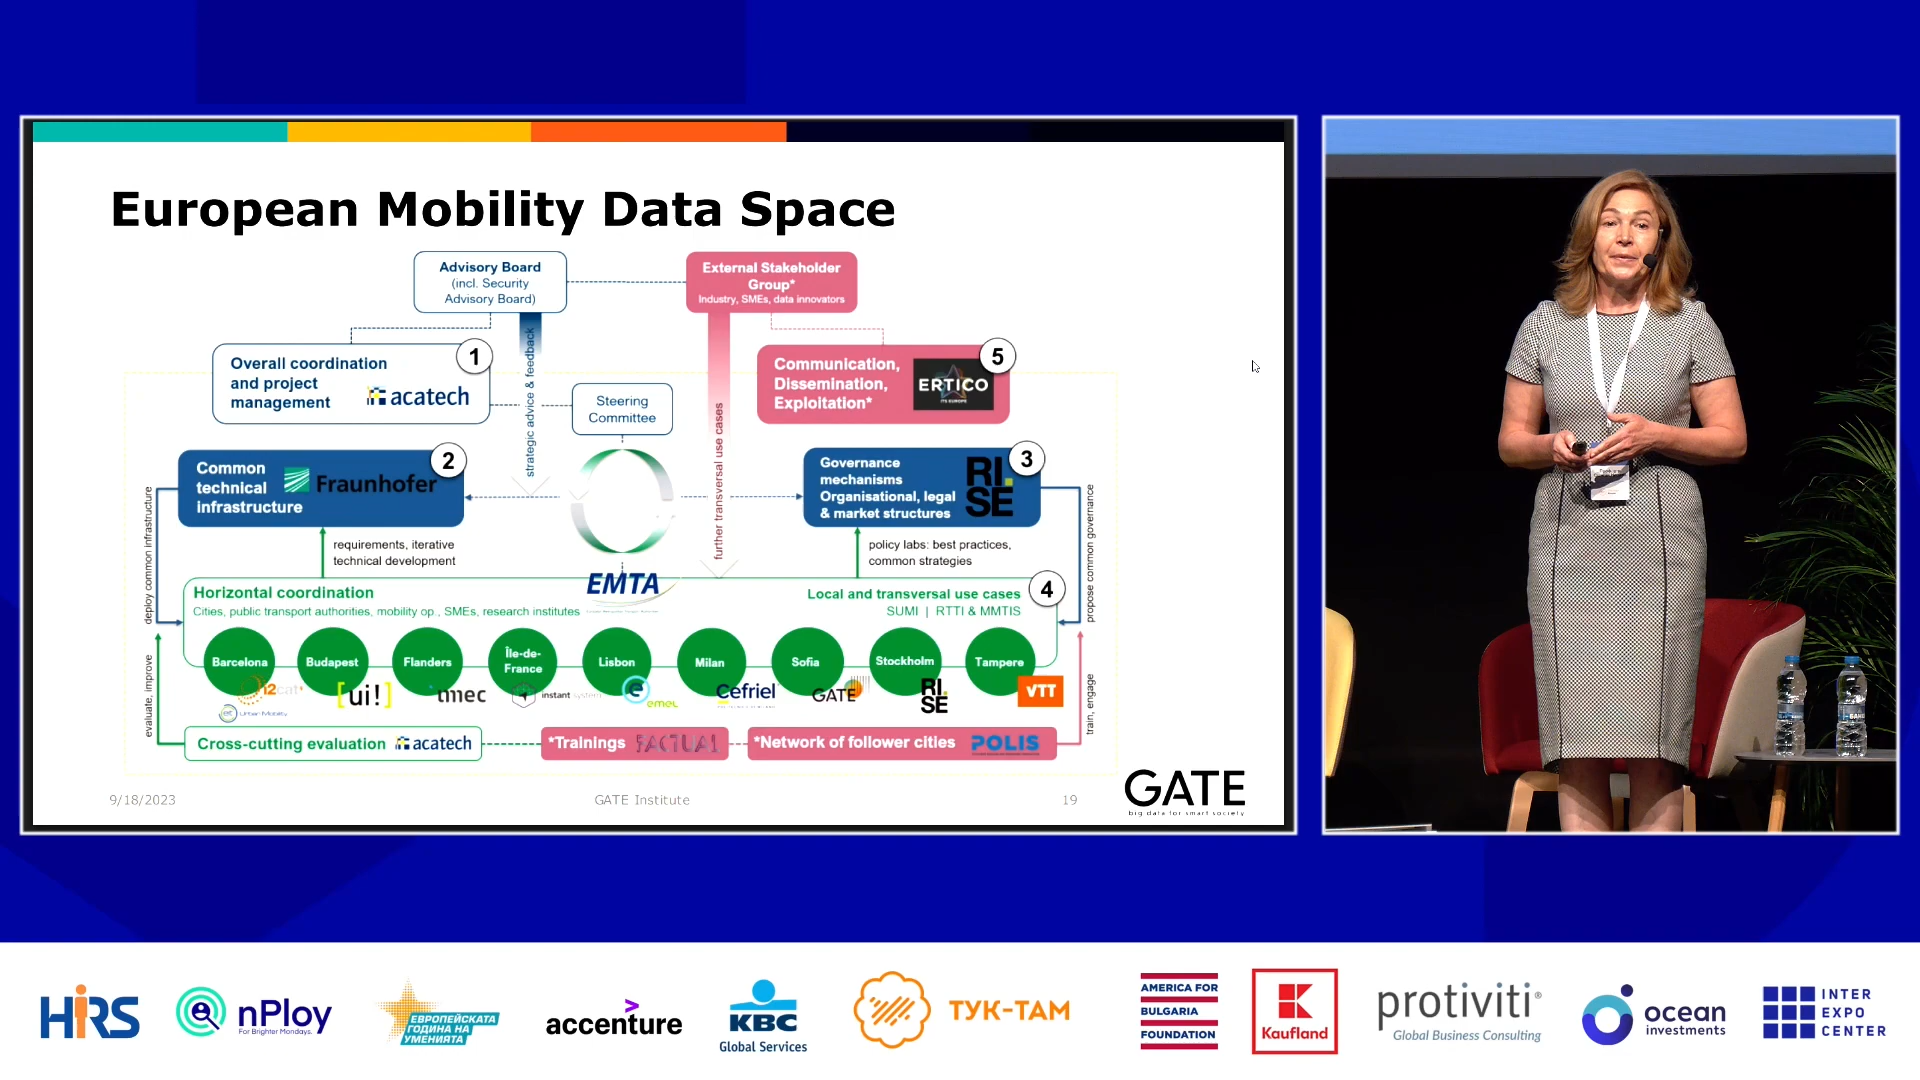 European Mobility Data Space
Advisory Board
(incl. Security
Advisory Board)
External Stakeholder
Group*
Industry, SMEs, data innovators
1
Overall coordination
and project
management
acatech
strategic advice & feedback
Steering
Committee
further transversal use cases
5
Communication,
Dissemination,
Exploitation*
ERTICO
ITS EUROPE
2
Common
technical
infrastructure
Fraunhofer
3
Governance
mechanisms
Organisational, legal
& market structures
RI.
SE
deploy common infrastructure
requirements, iterative
technical development
policy labs: best practices,
common strategies
propose common governance
EMTA
4
Horizontal coordination
Cities, public transport authorities, mobility op., SMEs, research institutes
Local and transversal use cases
SUMI | RTTI & MMTIS
Barcelona
Budapest
Flanders
Île-de-
France
Lisbon
Milan
Sofia
Stockholm
Tampere
i2cat
Urban Mobility
[ui!]
imec
instant system
emel
Cefriel
GATE
RI.
SE
VTT
evaluate, improve
train, engage
Cross-cutting evaluation acatech
*Trainings FACTUAL
*Network of follower cities POLIS
9/18/2023
GATE Institute
19
GATE
big data for smart society
HRS
nPloy
For Brighter Mondays.
ЕВРОПЕЙСКАТА
ГОДИНА НА
УМЕНИЯТА
accenture
KBC
Global Services
ТУК-ТАМ
AMERICA FOR
BULGARIA
FOUNDATION
Kaufland
protiviti®
Global Business Consulting
ocean
investments
INTER
EXPO
CENTER